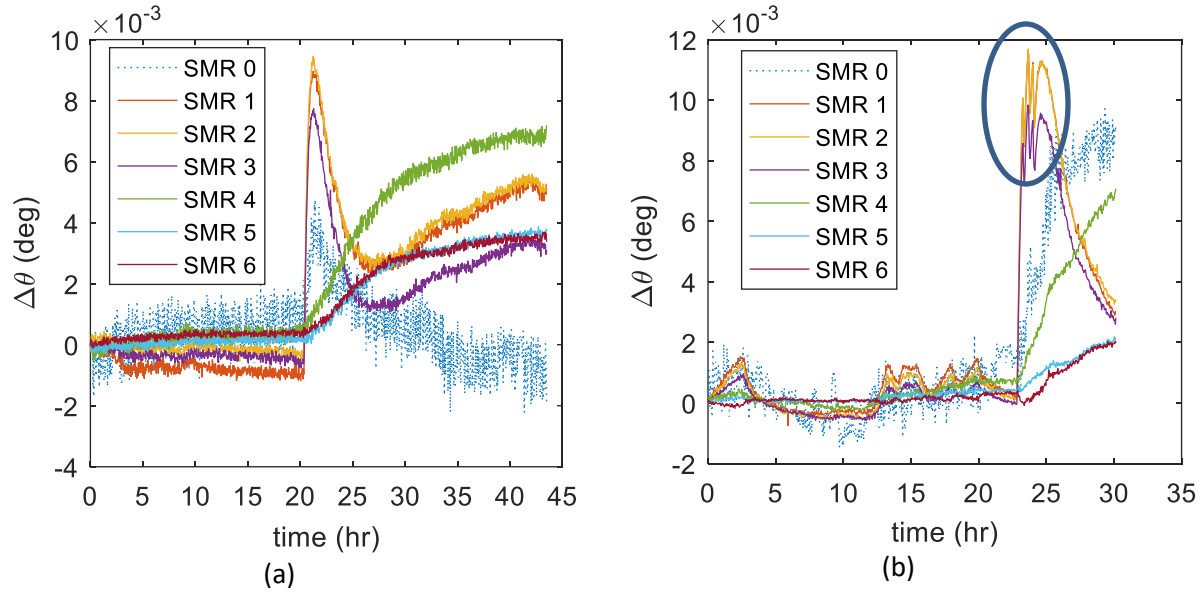 ×10⁻³
10
8
6
4
2
0
-2
-4
0 5 10 15 20 25 30 35 40 45
Δθ (deg)
time (hr)
SMR 0
SMR 1
SMR 2
SMR 3
SMR 4
SMR 5
SMR 6
(a)
×10⁻³
12
10
8
6
4
2
0
-2
0 5 10 15 20 25 30 35
Δθ (deg)
time (hr)
SMR 0
SMR 1
SMR 2
SMR 3
SMR 4
SMR 5
SMR 6
(b)